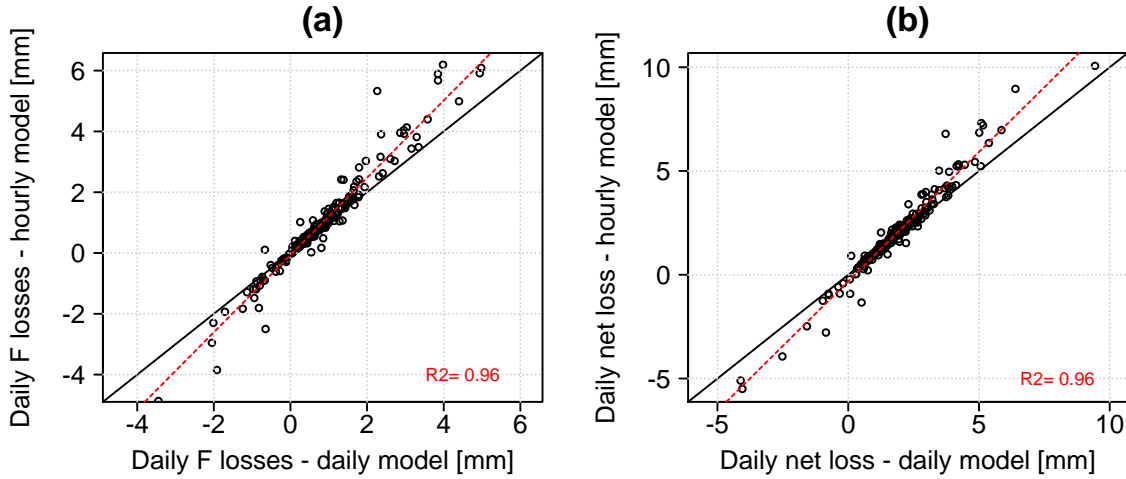 (a)
Daily F losses - hourly model [mm]
6
4
2
0
-2
-4
-4
-2
0
2
4
6
R2= 0.96
Daily F losses - daily model [mm]
(b)
Daily net loss - hourly model [mm]
10
5
0
-5
-5
0
5
10
R2= 0.96
Daily net loss - daily model [mm]